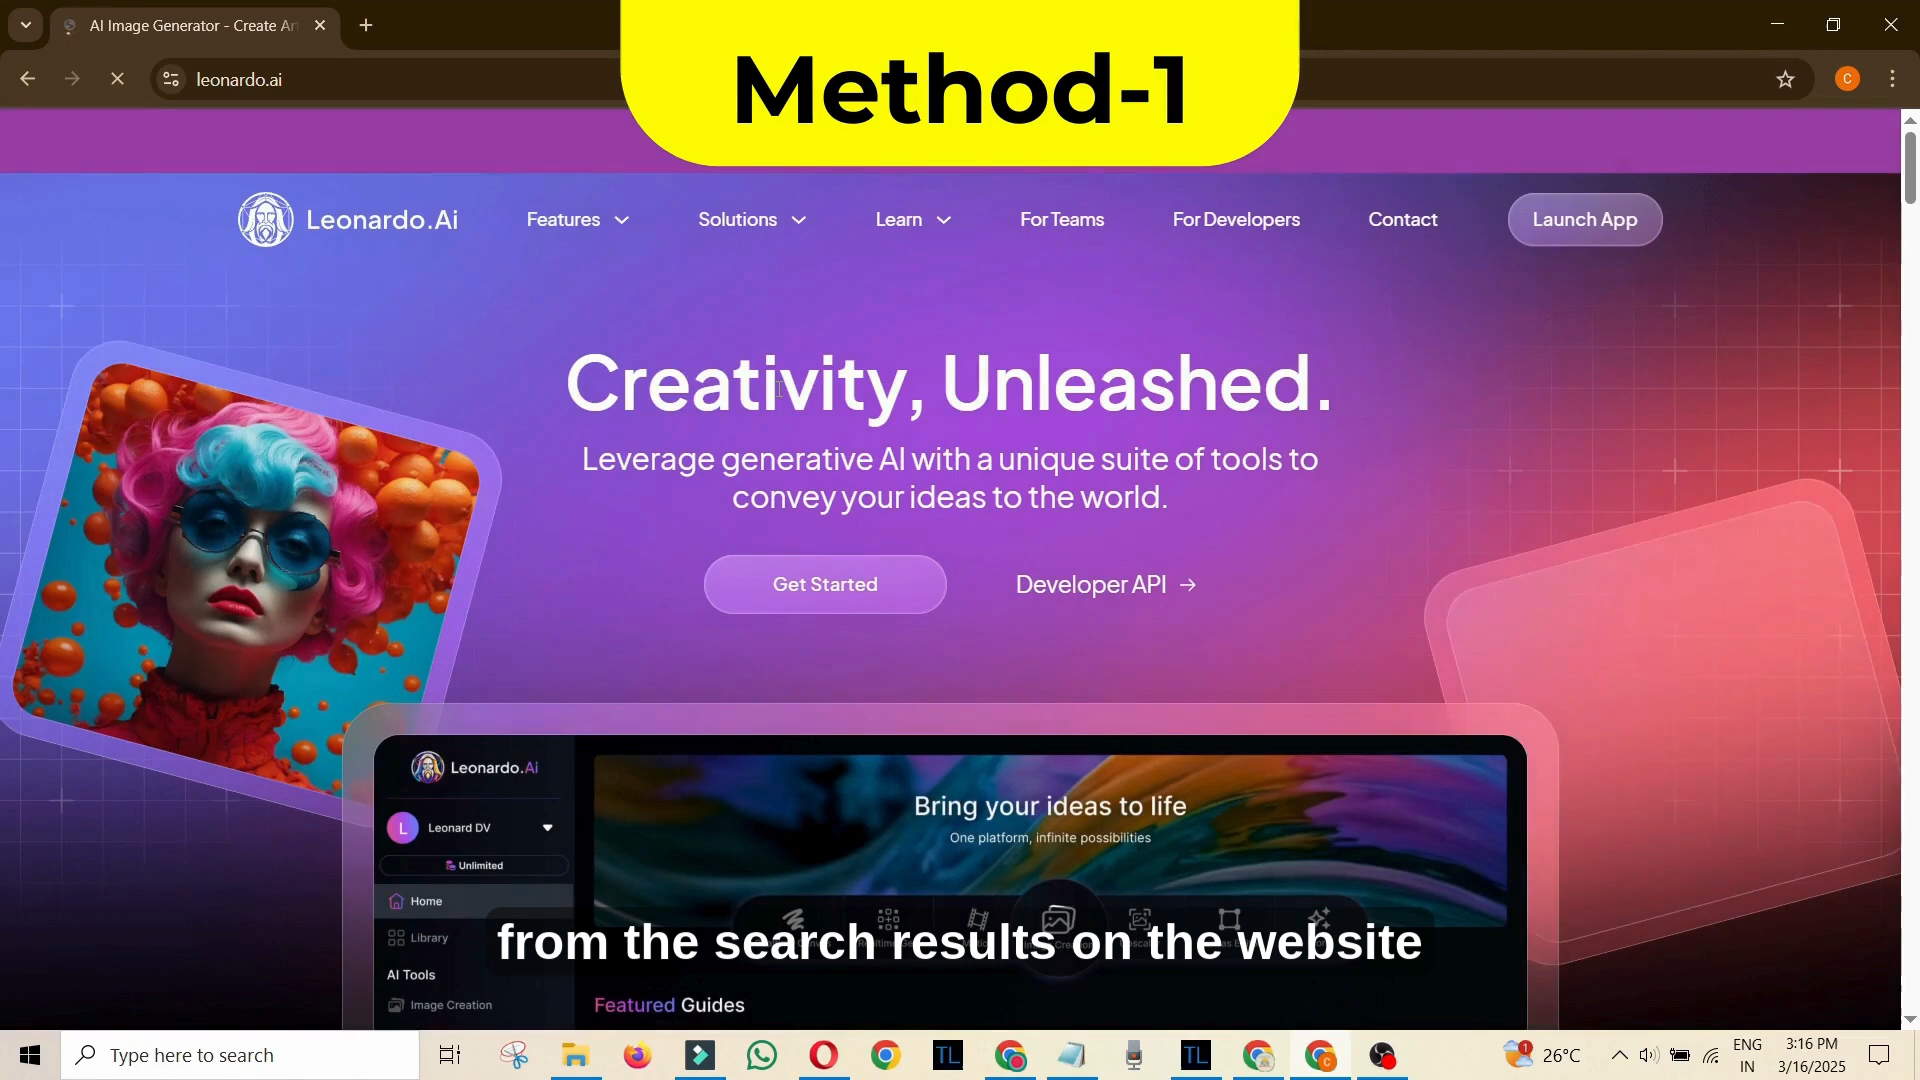 AI Image Generator - Create Ar
leonardo.ai
C
Method-1
Leonardo.Ai
Features
Solutions
Learn
For Teams
For Developers
Contact
Launch App
Creativity, Unleashed.
Leverage generative AI with a unique suite of tools to
convey your ideas to the world.
Get Started
Developer API →
Leonardo.Ai
L
Leonard DV
Unlimited
Home
Library
AI Tools
Image Creation
Bring your ideas to life
One platform, infinite possibilities
from the search results on the website
Featured Guides
Type here to search
TL
TL
C
1
26°C
ENG
IN
3:16 PM
3/16/2025